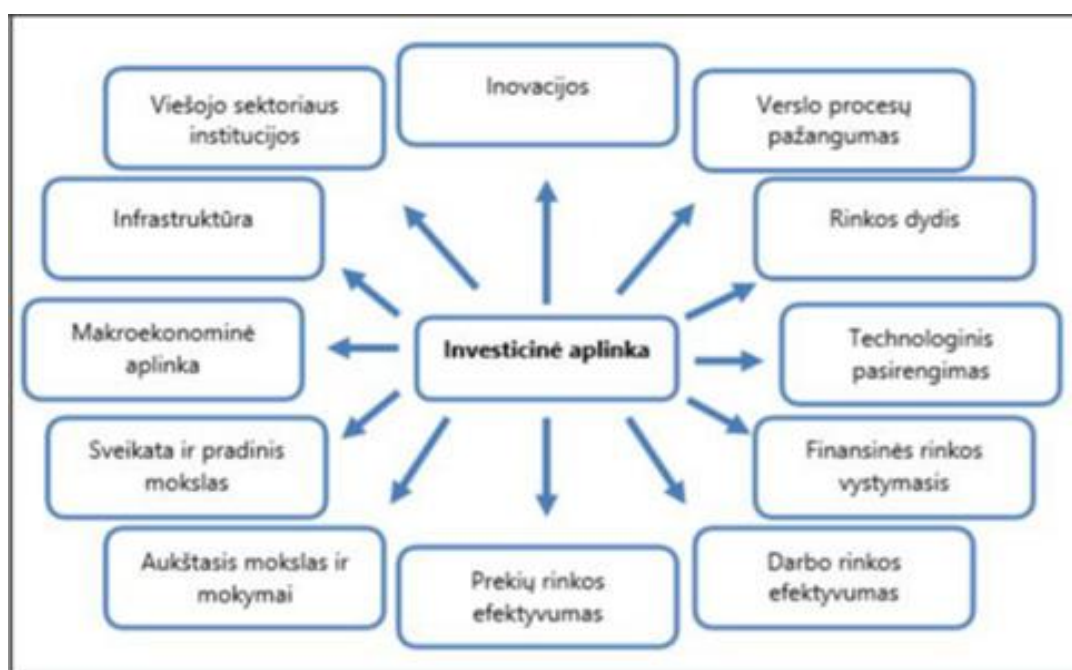 Inovacijos
Viešojo sektoriaus
institucijos
Verslo procesų
pažangumas
Infrastruktūra
Rinkos dydis
Makroekonominė
aplinka
Investicinė aplinka
Technologinis
pasirengimas
Sveikata ir pradinis
mokslas
Finansinės rinkos
vystymasis
Aukštasis mokslas ir
mokymai
Prekių rinkos
efektyvumas
Darbo rinkos
efektyvumas